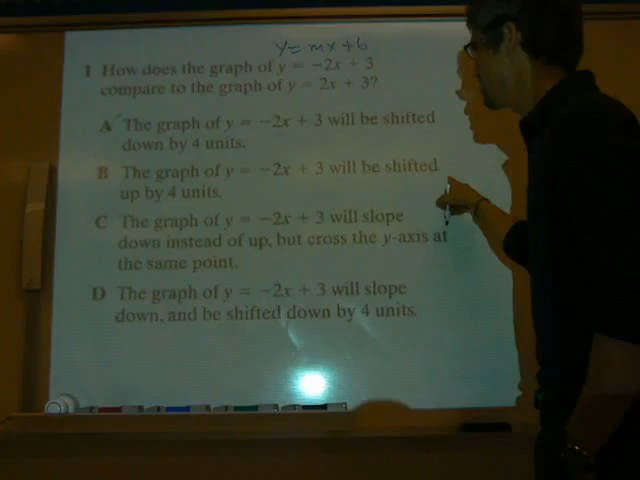 y = mx + b
1 How does the graph of y = −2x + 3
compare to the graph of y = 2x + 3?
A The graph of y = −2x + 3 will be shifted
down by 4 units.
B The graph of y = −2x + 3 will be shifted
up by 4 units.
C The graph of y = −2x + 3 will slope
down instead of up, but cross the y-axis at
the same point.
D The graph of y = −2x + 3 will slope
down, and be shifted down by 4 units.